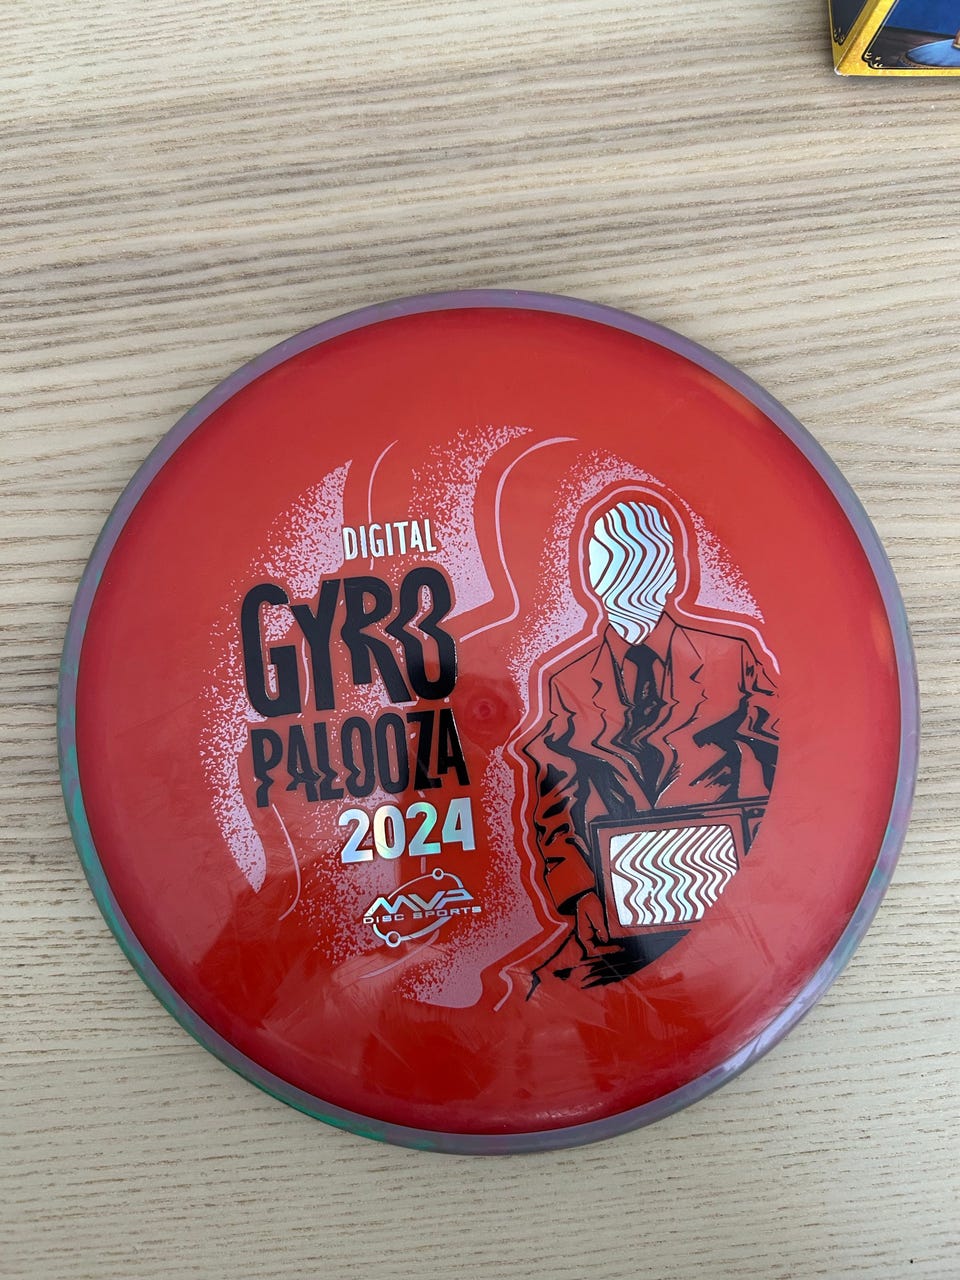 DIGITAL
GYRO
PALOOZA
2024
MVP
DISC SPORTS